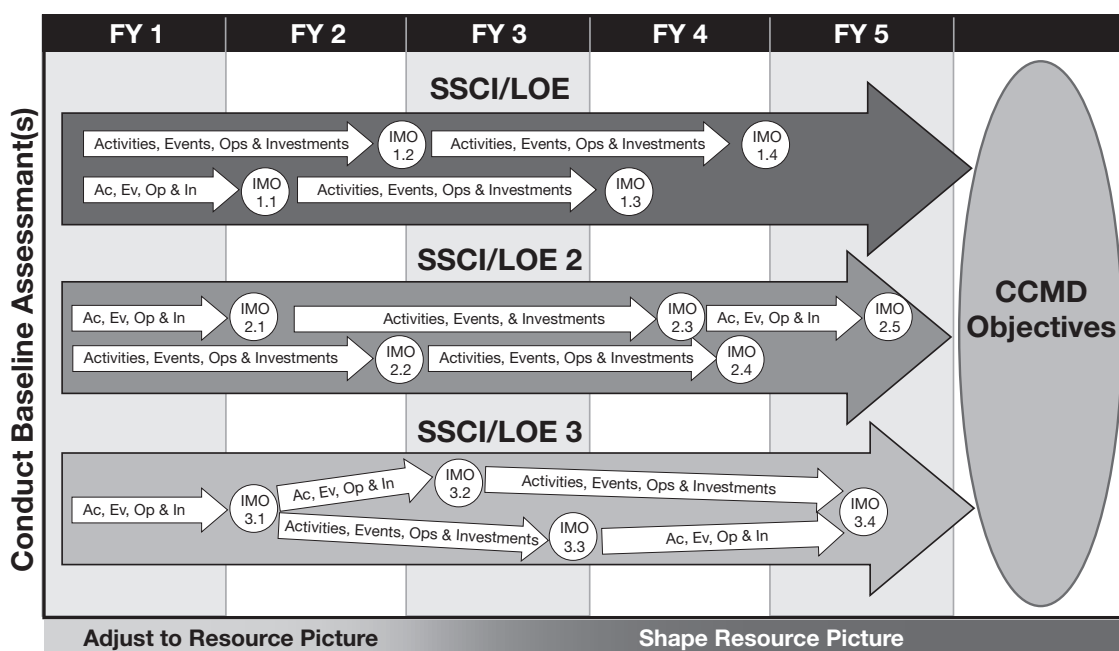 FY 1
FY 2
FY 3
FY 4
FY 5
Conduct Baseline Assessmant(s)
SSCI/LOE
Activities, Events, Ops & Investments
IMO
1.2
Activities, Events, Ops & Investments
IMO
1.4
Ac, Ev, Op & In
IMO
1.1
Activities, Events, Ops & Investments
IMO
1.3
SSCI/LOE 2
Ac, Ev, Op & In
IMO
2.1
Activities, Events, & Investments
IMO
2.3
Ac, Ev, Op & In
IMO
2.5
Activities, Events, Ops & Investments
IMO
2.2
Activities, Events, Ops & Investments
IMO
2.4
SSCI/LOE 3
Ac, Ev, Op & In
IMO
3.1
Ac, Ev, Op & In
IMO
3.2
Activities, Events, Ops & Investments
Activities, Events, Ops & Investments
IMO
3.3
Ac, Ev, Op & In
IMO
3.4
CCMD
Objectives
Adjust to Resource Picture
Shape Resource Picture